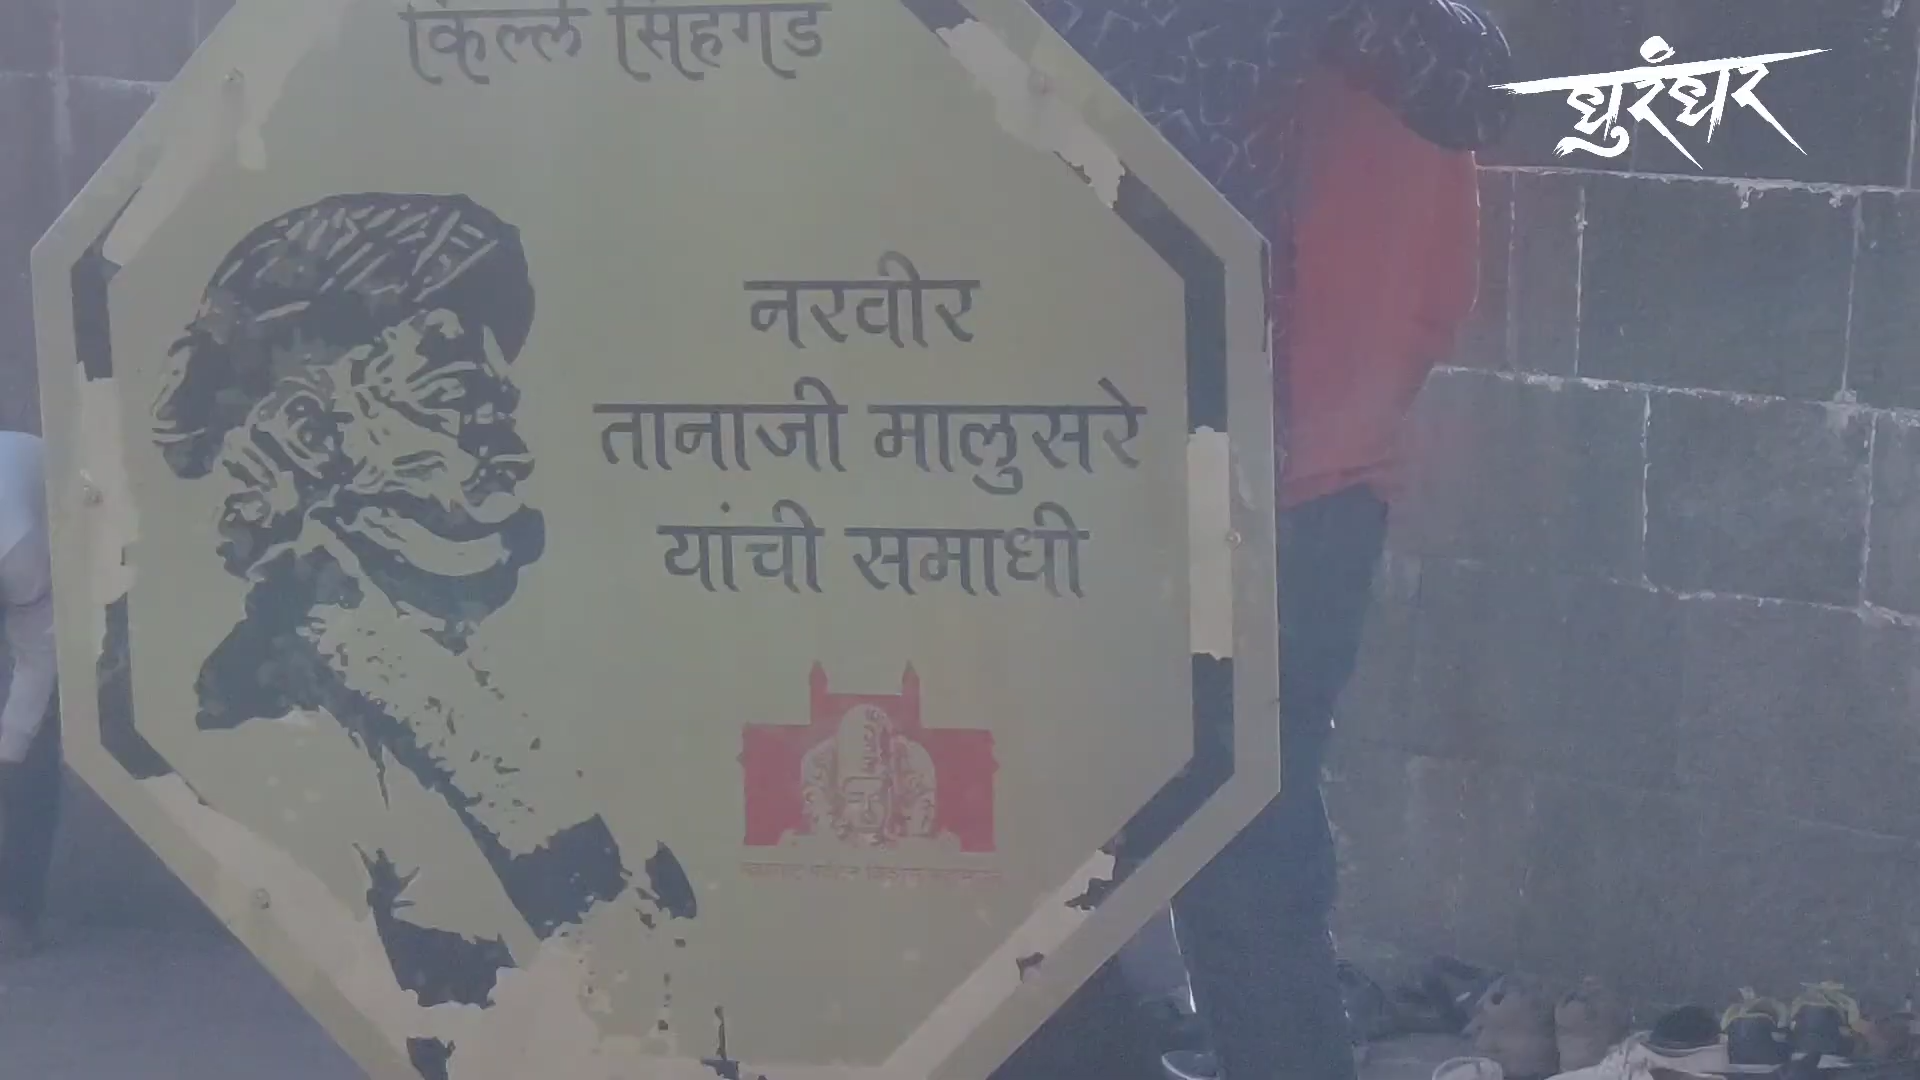 किल्ले सिंहगड
धुरंधर
नरवीर
तानाजी मालुसरे
यांची समाधी